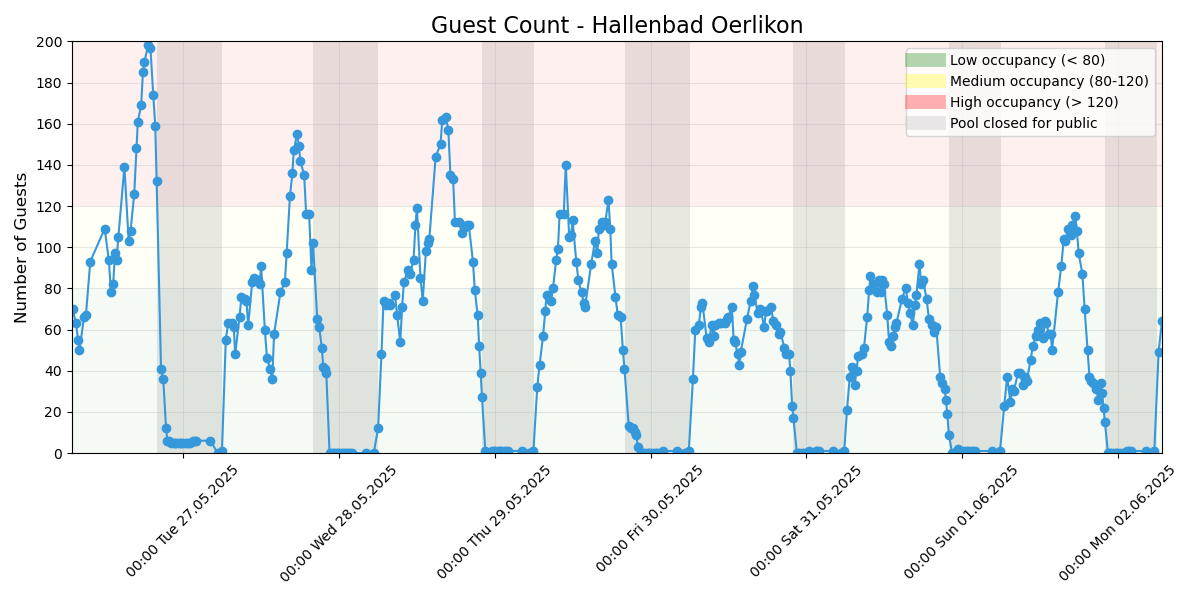 Guest Count - Hallenbad Oerlikon
Number of Guests
200
180
160
140
120
100
80
60
40
20
0
Low occupancy (< 80)
Medium occupancy (80-120)
High occupancy (> 120)
Pool closed for public
00:00 Tue 27.05.2025
00:00 Wed 28.05.2025
00:00 Thu 29.05.2025
00:00 Fri 30.05.2025
00:00 Sat 31.05.2025
00:00 Sun 01.06.2025
00:00 Mon 02.06.2025